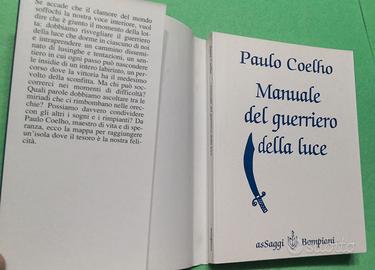 Se accade che il clamore del mondo
soffochi la nostra voce interiore, vuol
dire che è giunto il momento della lot-
ta: dobbiamo risvegliare il guerriero
della luce che dorme in ciascuno di noi
e intraprendere un cammino dissemi-
nato di lusinghe e tentazioni, di segni
in cui ogni passo può nascondere
le insidie di un intero labirinto, un per-
corso dove la vittoria ha il medesimo
volto della sconfitta. Ma chi può soc-
correrci nei momenti di difficoltà?
Quali parole dobbiamo ascoltare tra le
miriadi che ci rimbombano nelle orec-
chie? Possiamo davvero condividere
con gli altri i sogni e i rimpianti? Da
Paulo Coelho, maestro di vita e di spe-
ranza, ecco la mappa per raggiungere
un'isola dove il tesoro è la nostra feli-
cità.
Paulo Coelho
Manuale
del guerriero
della luce
asSaggi Bompiani
subito